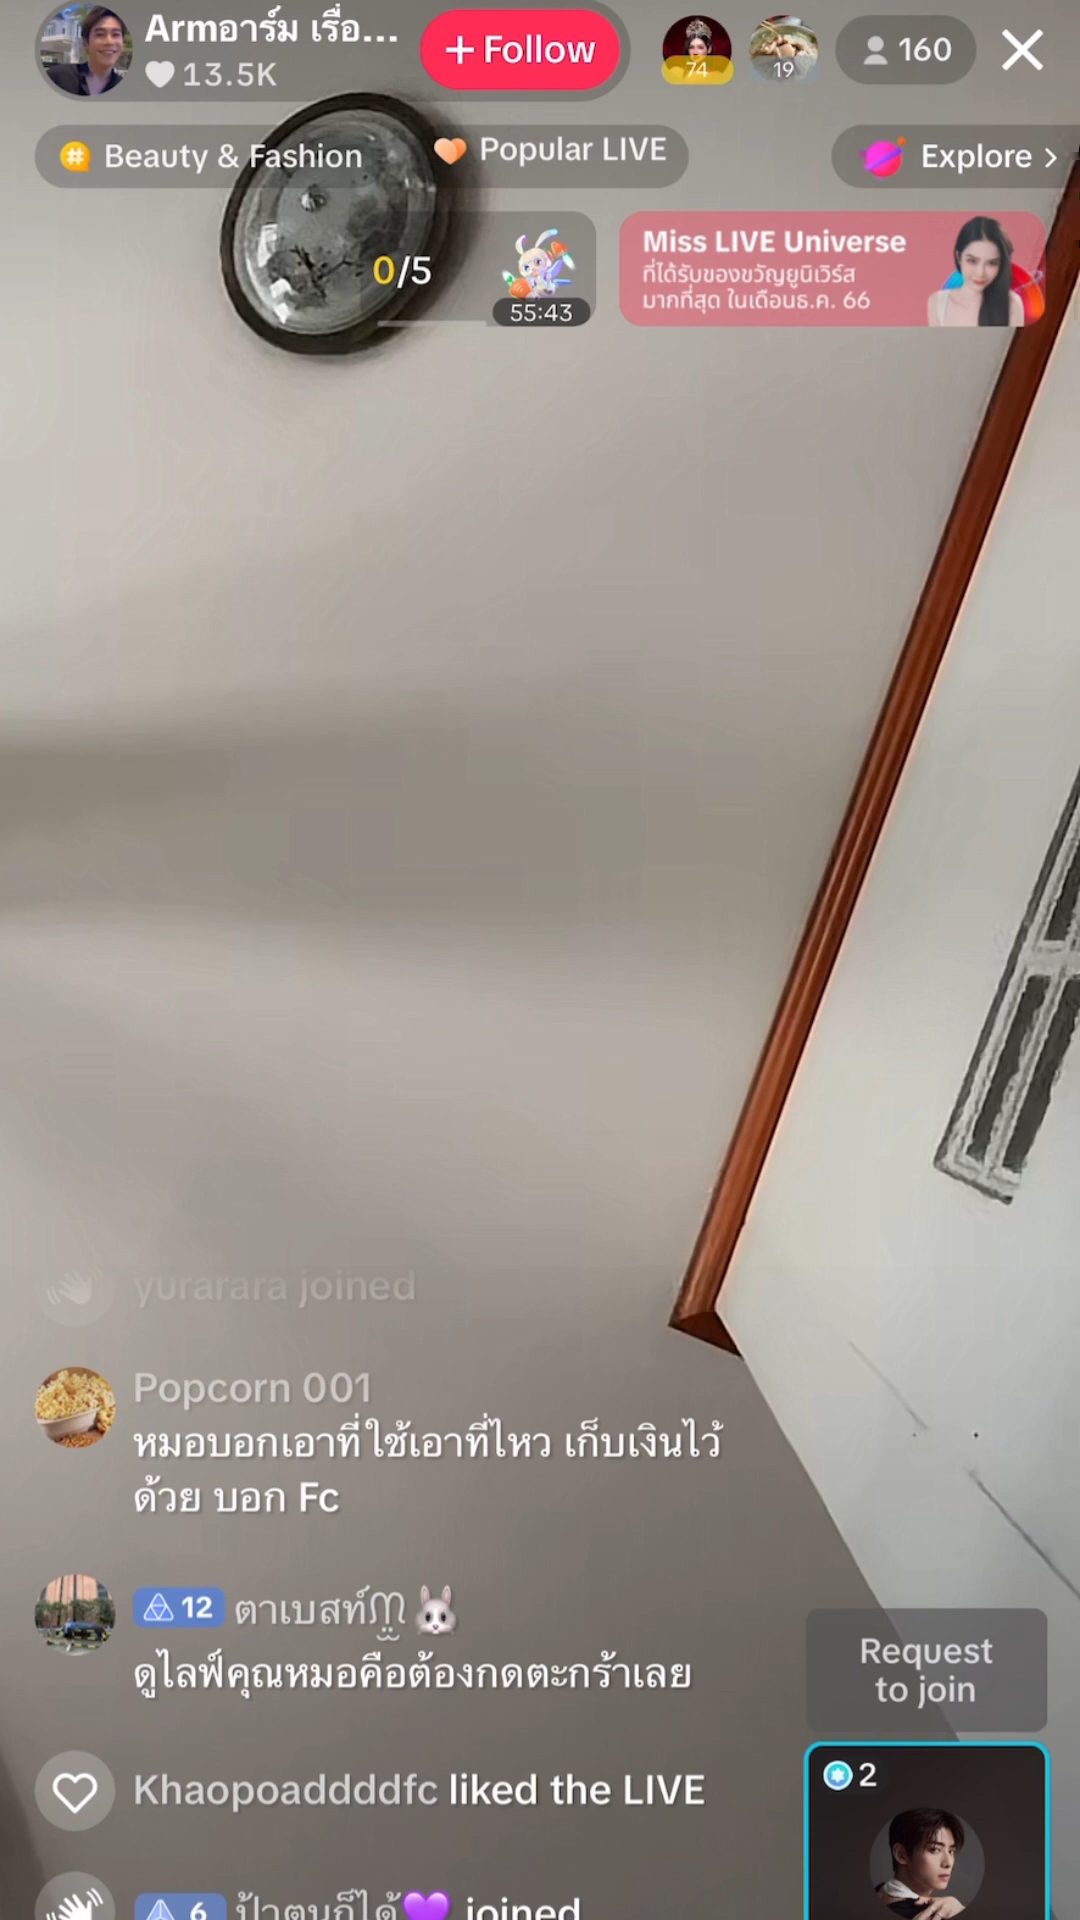 Armอาร์ม เรื่อ...
13.5K
+ Follow
74
19
160
Beauty & Fashion
Popular LIVE
Explore >
0/5
55:43
Miss LIVE Universe
ที่ได้รับของขวัญยูนิเวิร์ส
มากที่สุด ในเดือนธ.ค. 66
yurarara joined
Popcorn 001
หมอบอกเอาที่ใช้เอาที่ไหว เก็บเงินไว้
ด้วย บอก Fc
12 ตาเบสท์
ดูไลฟ์คุณหมอคือต้องกดตะกร้าเลย
Request
to join
2
Khaopoaddddfc liked the LIVE
6 ป้าตุนก็ได้💜 joined